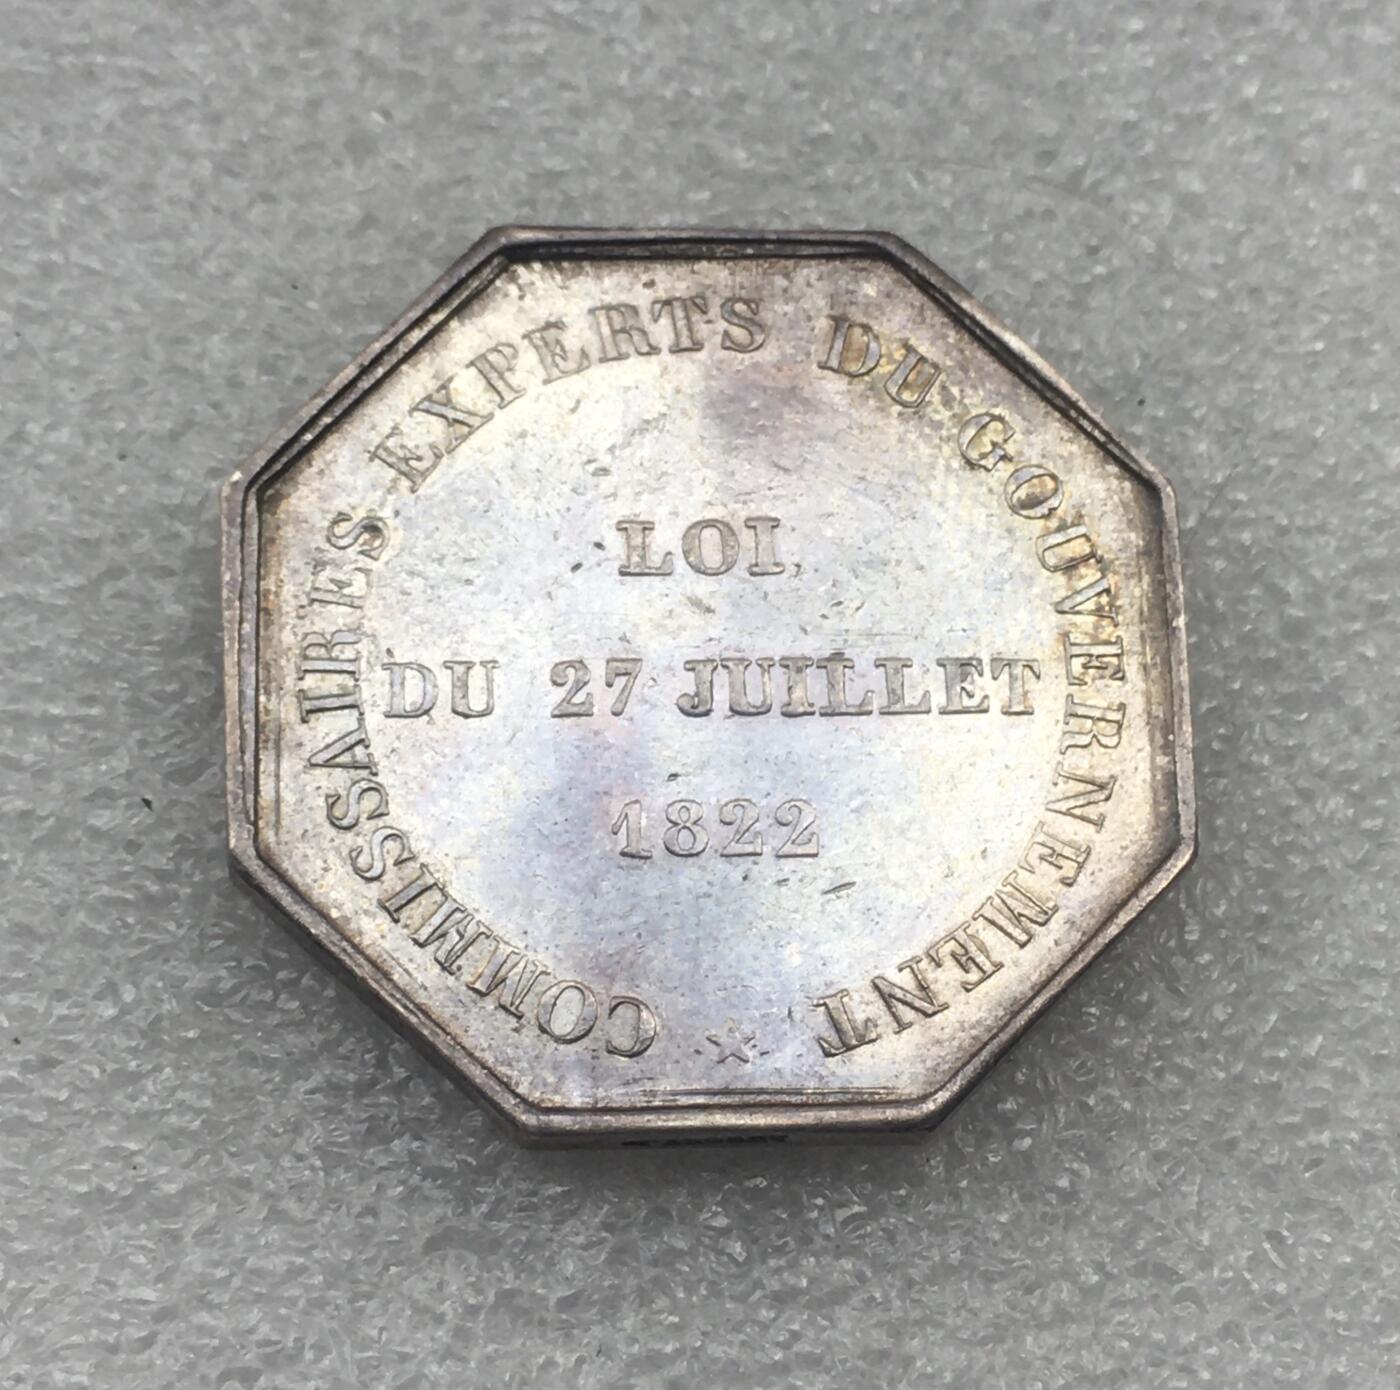 COMMISSAIRES EXPERTS DU GOUVERNEMENT
LOI
DU 27 JUILLET
1822